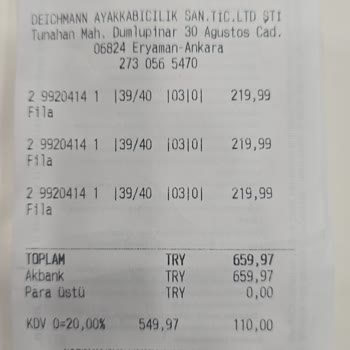 DEICHMANN AYAKKABICILIK SAN.TİC.LTD ŞTİ
Tunahan Mah. Dumlupinar 30 Agustos Cad.
06824 Eryaman-Ankara
273 056 5470
2 9920414 1 |39/40 |03|0| 219,99
Fila
2 9920414 1 |39/40 |03|0| 219,99
Fila
2 9920414 1 |39/40 |03|0| 219,99
Fila
TOPLAM TRY 659,97
Akbank TRY 659,97
Para üstü TRY 0,00
KDV O=20,00% 549,97 110,00